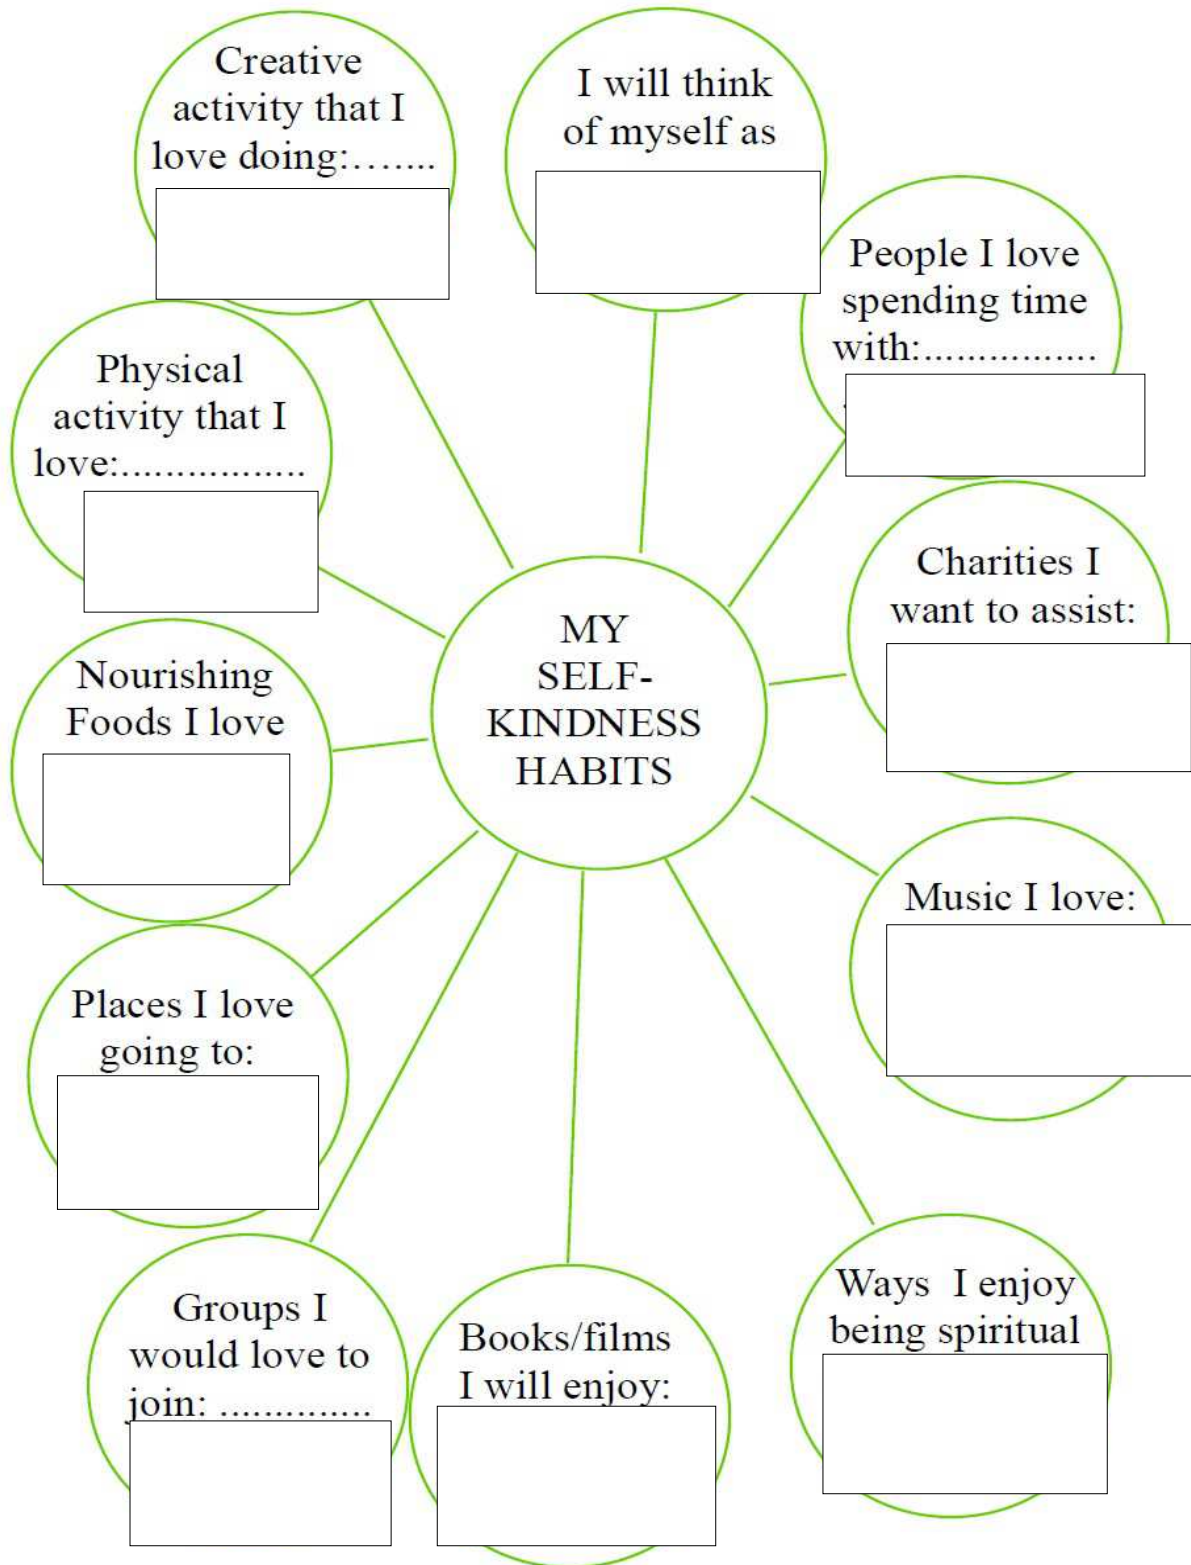 Creative
activity that I
love doing:.......
I will think
of myself as
People I love
spending time
with:................
Physical
activity that I
love:.................
Charities I
want to assist:
MY
SELF-
KINDNESS
HABITS
Nourishing
Foods I love
Music I love:
Places I love
going to:
Ways  I enjoy
being spiritual
Groups I
would love to
join: ..............
Books/films
I will enjoy: